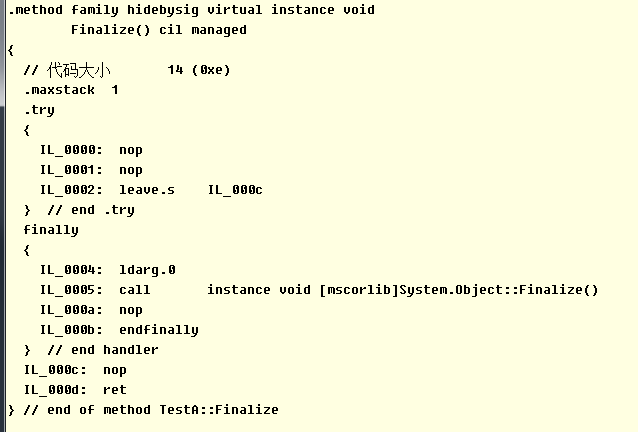 .method family hidebysig virtual instance void
        Finalize() cil managed
{
  // 代码大小       14 (0xe)
  .maxstack  1
  .try
  {
    IL_0000:  nop
    IL_0001:  nop
    IL_0002:  leave.s    IL_000c
  }  // end .try
  finally
  {
    IL_0004:  ldarg.0
    IL_0005:  call       instance void [mscorlib]System.Object::Finalize()
    IL_000a:  nop
    IL_000b:  endfinally
  }  // end handler
  IL_000c:  nop
  IL_000d:  ret
} // end of method TestA::Finalize